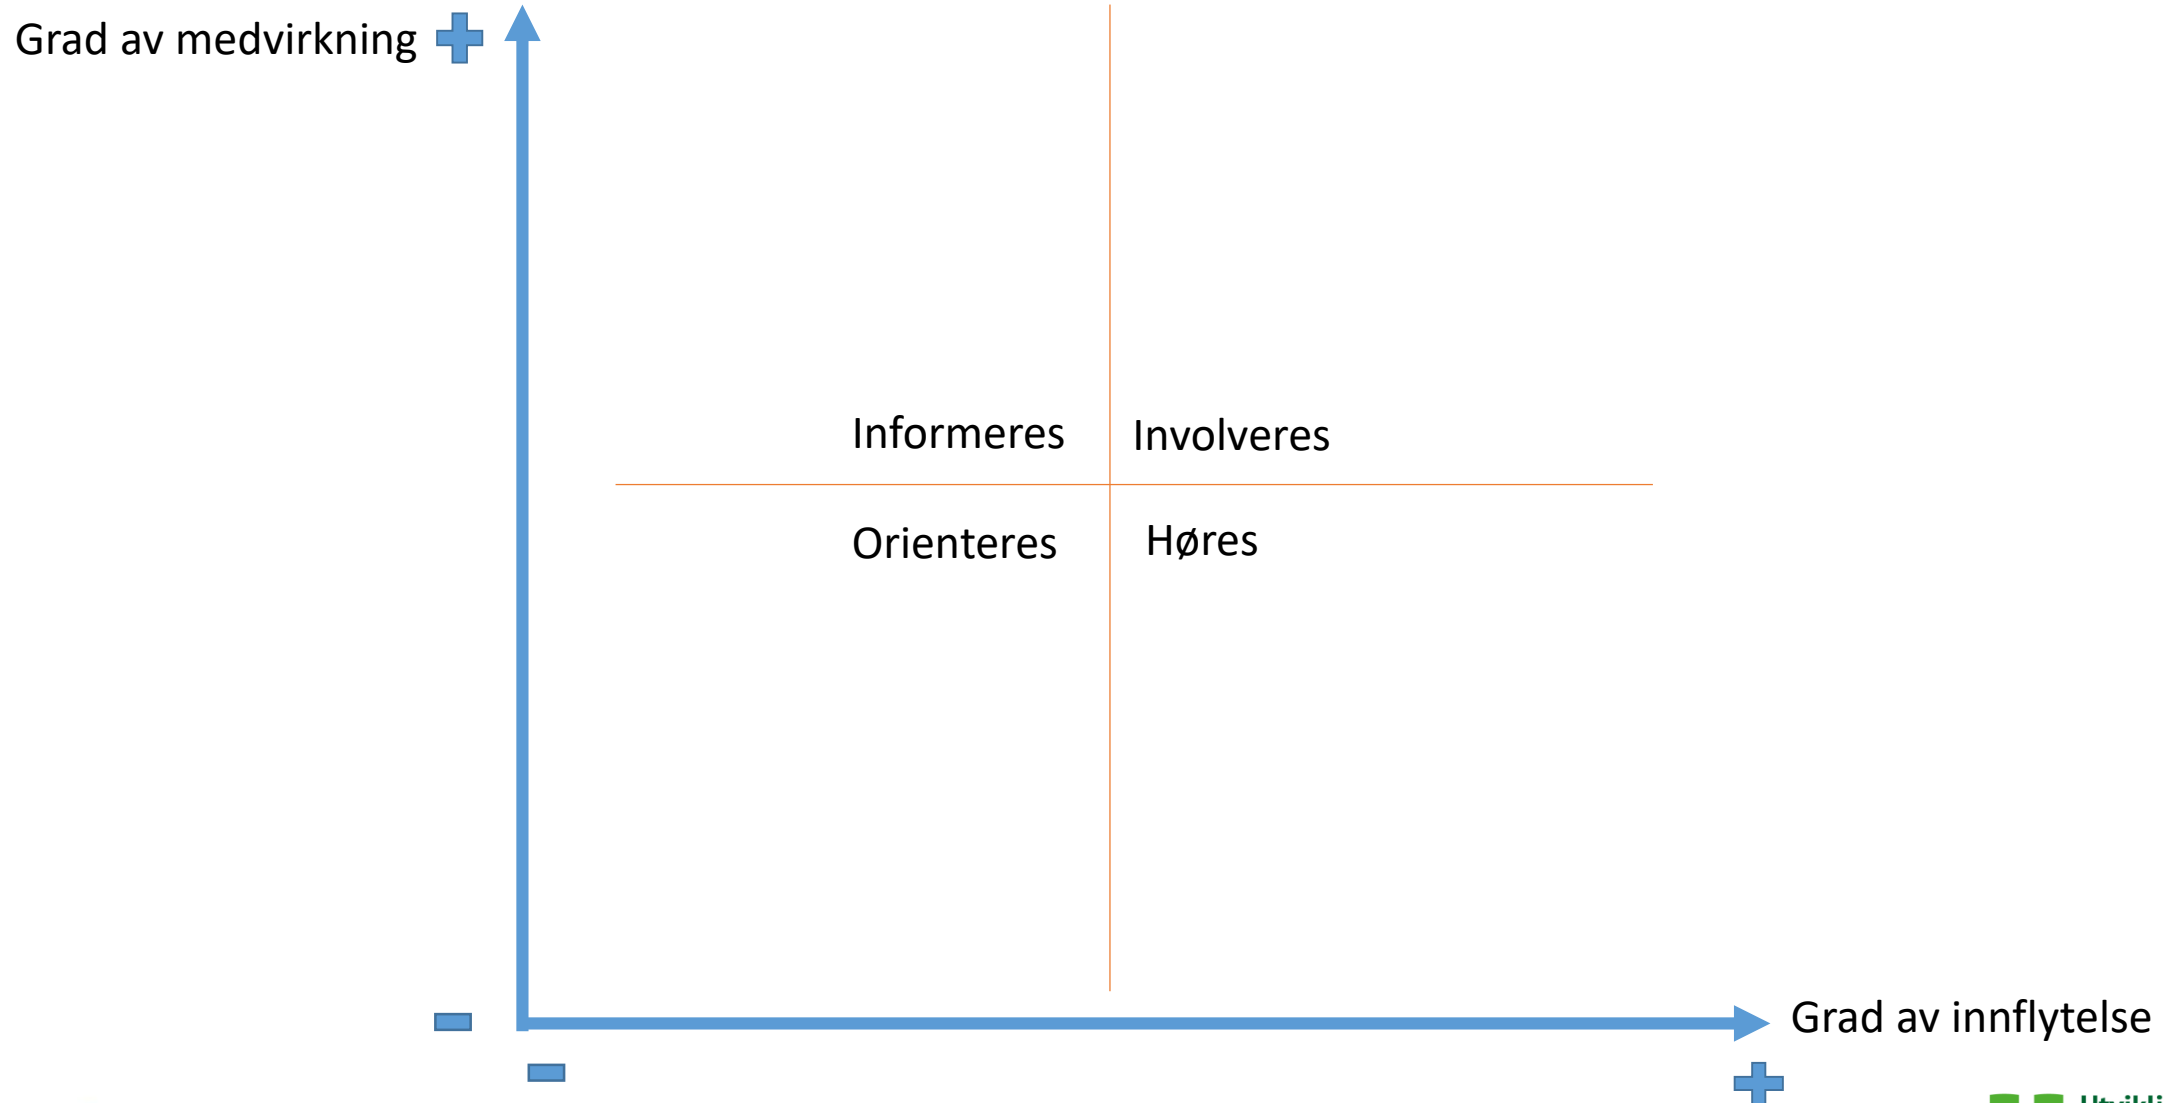 Grad av medvirkning
Informeres
Involveres
Orienteres
Høres
Grad av innflytelse